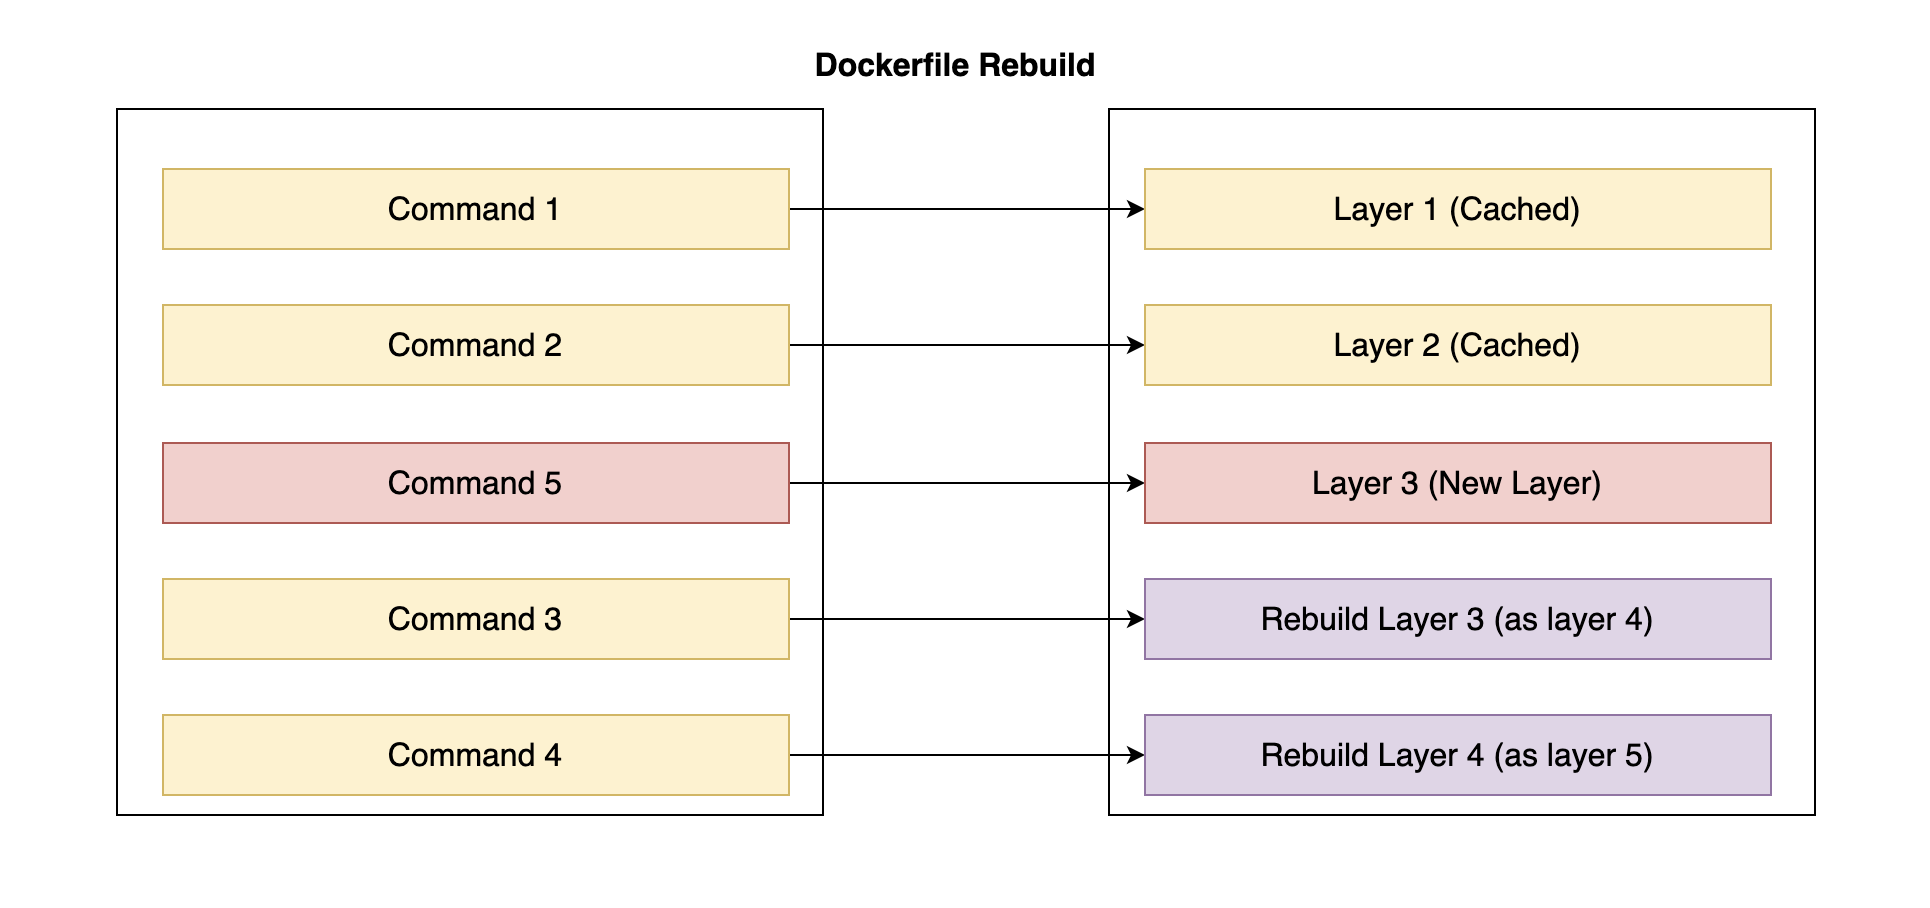 Dockerfile Rebuild
Command 1
Layer 1 (Cached)
Command 2
Layer 2 (Cached)
Command 5
Layer 3 (New Layer)
Command 3
Rebuild Layer 3 (as layer 4)
Command 4
Rebuild Layer 4 (as layer 5)